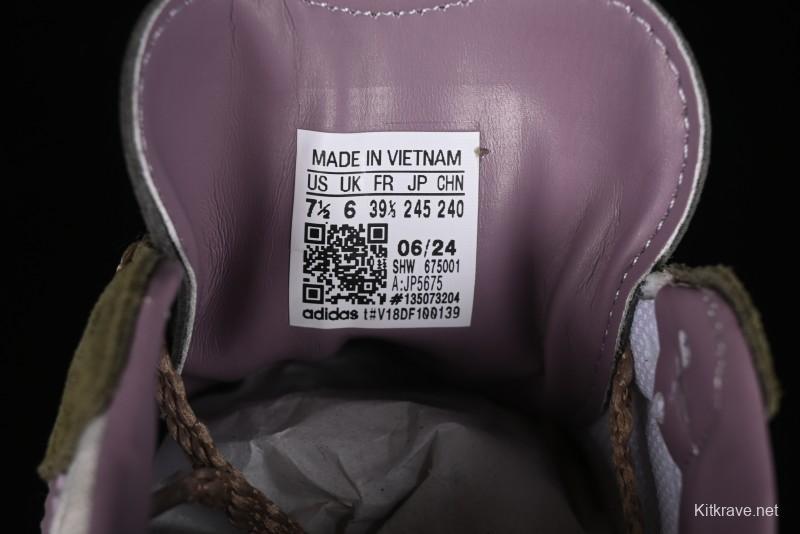 MADE IN VIETNAM
US UK FR JP CHN
7½ 6 39⅓ 245 240
06/24
SHW 675001
A:JP5675
#135073204
adidas t#V18DF100139
Kitkrave.net